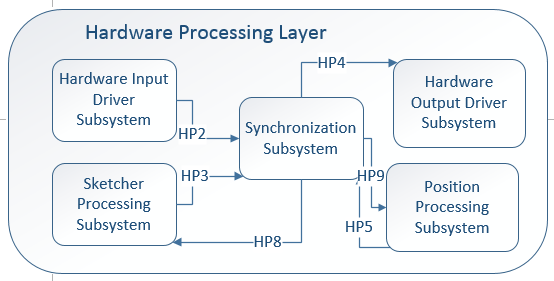 Hardware Processing Layer
Hardware Input
Driver
Subsystem
HP2
HP4
Hardware
Output Driver
Subsystem
Synchronization
Subsystem
Sketcher
Processing
Subsystem
HP3
HP9
HP5
HP8
Position
Processing
Subsystem